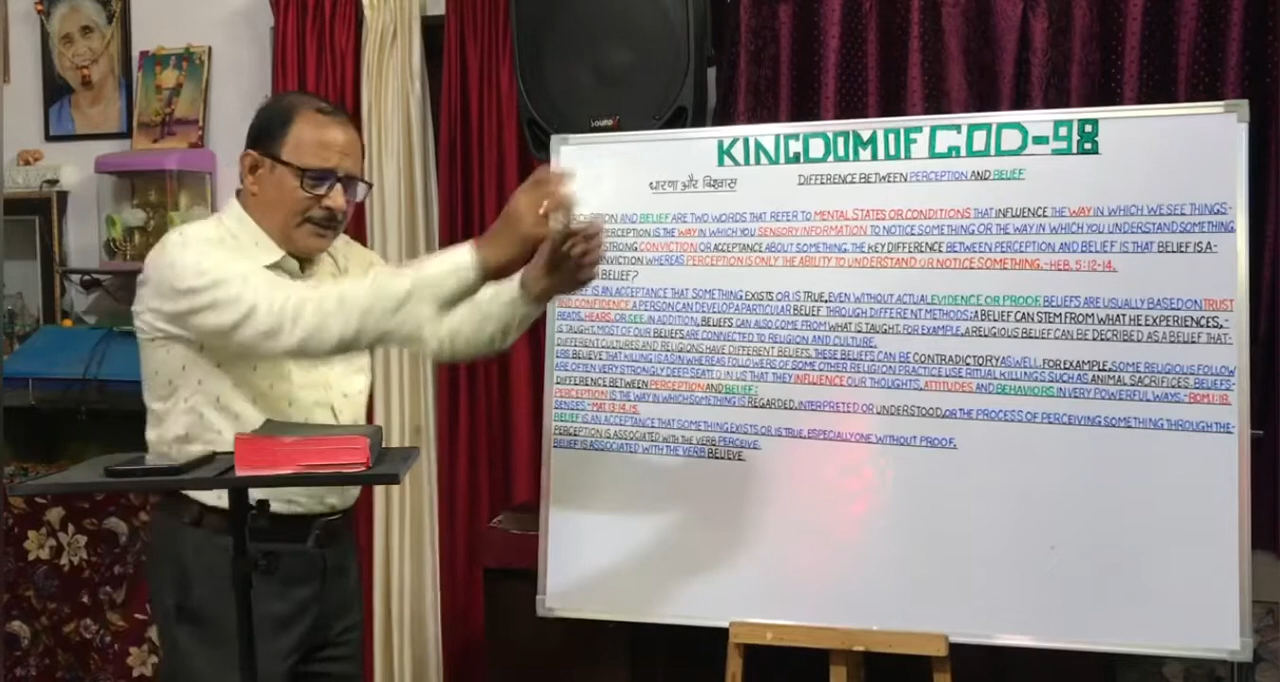 SOUND
KINGDOM OF GOD-98
धारणा और विश्वास
DIFFERENCE BETWEEN PERCEPTION AND BELIEF
PERCEPTION AND BELIEF ARE TWO WORDS THAT REFER TO MENTAL STATES OR CONDITIONS THAT INFLUENCE THE WAY IN WHICH WE SEE THINGS-
PERCEPTION IS THE WAY IN WHICH YOU SENSORY INFORMATION TO NOTICE SOMETHING OR THE WAY IN WHICH YOU UNDERSTAND SOMETHING.
STRONG CONVICTION OR ACCEPTANCE ABOUT SOMETHING. THE KEY DIFFERENCE BETWEEN PERCEPTION AND BELIEF IS THAT BELIEF IS A-
CONVICTION WHEREAS PERCEPTION IS ONLY THE ABILITY TO UNDERSTAND OR NOTICE SOMETHING.-HEB. 5:12-14.
BELIEF?
BELIEF IS AN ACCEPTANCE THAT SOMETHING EXISTS OR IS TRUE, EVEN WITHOUT ACTUAL EVIDENCE OR PROOF. BELIEFS ARE USUALLY BASED ON TRUST
AND CONFIDENCE. A PERSON CAN DEVELOP A PARTICULAR BELIEF THROUGH DIFFERENT METHODS; A BELIEF CAN STEM FROM WHAT HE EXPERIENCES,-
READS, HEARS, OR SEE. IN ADDITION, BELIEFS CAN ALSO COME FROM WHAT IS TAUGHT. FOR EXAMPLE, A RELIGIOUS BELIEF CAN BE DECRIBED AS A BELIEF THAT-
IS TAUGHT. MOST OF OUR BELIEFS ARE CONNECTED TO RELIGION AND CULTURE.
DIFFERENT CULTURES AND RELIGIONS HAVE DIFFERENT BELIEFS. THESE BELIEFS CAN BE CONTRADICTORY AS WELL. FOR EXAMPLE, SOME RELIGIOUS FOLLOW
ERS BELIEVE THAT KILLING IS A SIN WHEREAS FOLLOWERS OF SOME OTHER RELIGION PRACTICE USE RITUAL KILLINGS SUCH AS ANIMAL SACRIFICES. BELIEFS-
ARE OFTEN VERY STRONGLY DEEP SEATED IN US THAT THEY INFLUENCE OUR THOUGHTS, ATTITUDES AND BEHAVIORS IN VERY POWERFUL WAYS.-ROM. 1:18.
DIFFERENCE BETWEEN PERCEPTION AND BELIEF:
PERCEPTION IS THE WAY IN WHICH SOMETHING IS REGARDED, INTERPRETED OR UNDERSTOOD, OR THE PROCESS OF PERCEIVING SOMETHING THROUGH THE-
SENSES-MAT. 13:14,15.
BELIEF IS AN ACCEPTANCE THAT SOMETHING EXISTS OR IS TRUE, ESPECIALLY ONE WITHOUT PROOF.
PERCEPTION IS ASSOCIATED WITH THE VERB PERCEIVE.
BELIEF IS ASSOCIATED WITH THE VERB BELIEVE.